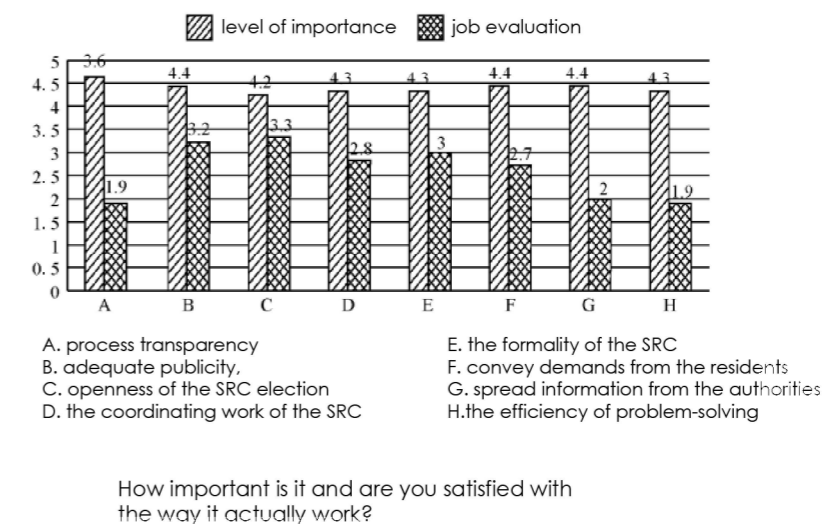 level of importance job evaluation
5 3.6 4.4 4.2 4.3 4.3 4.4 4.4 4.3
4.5
4
3.5 3.2 3.3
3 2.8 3 2.7
2.5
2 1.9 2 1.9
1.5
1
0.5
0
A B C D E F G H
A. process transparency
B. adequate publicity,
C. openness of the SRC election
D. the coordinating work of the SRC
E. the formality of the SRC
F. convey demands from the residents
G. spread information from the authorities
H.the efficiency of problem-solving
How important is it and are you satisfied with
the way it actually work?